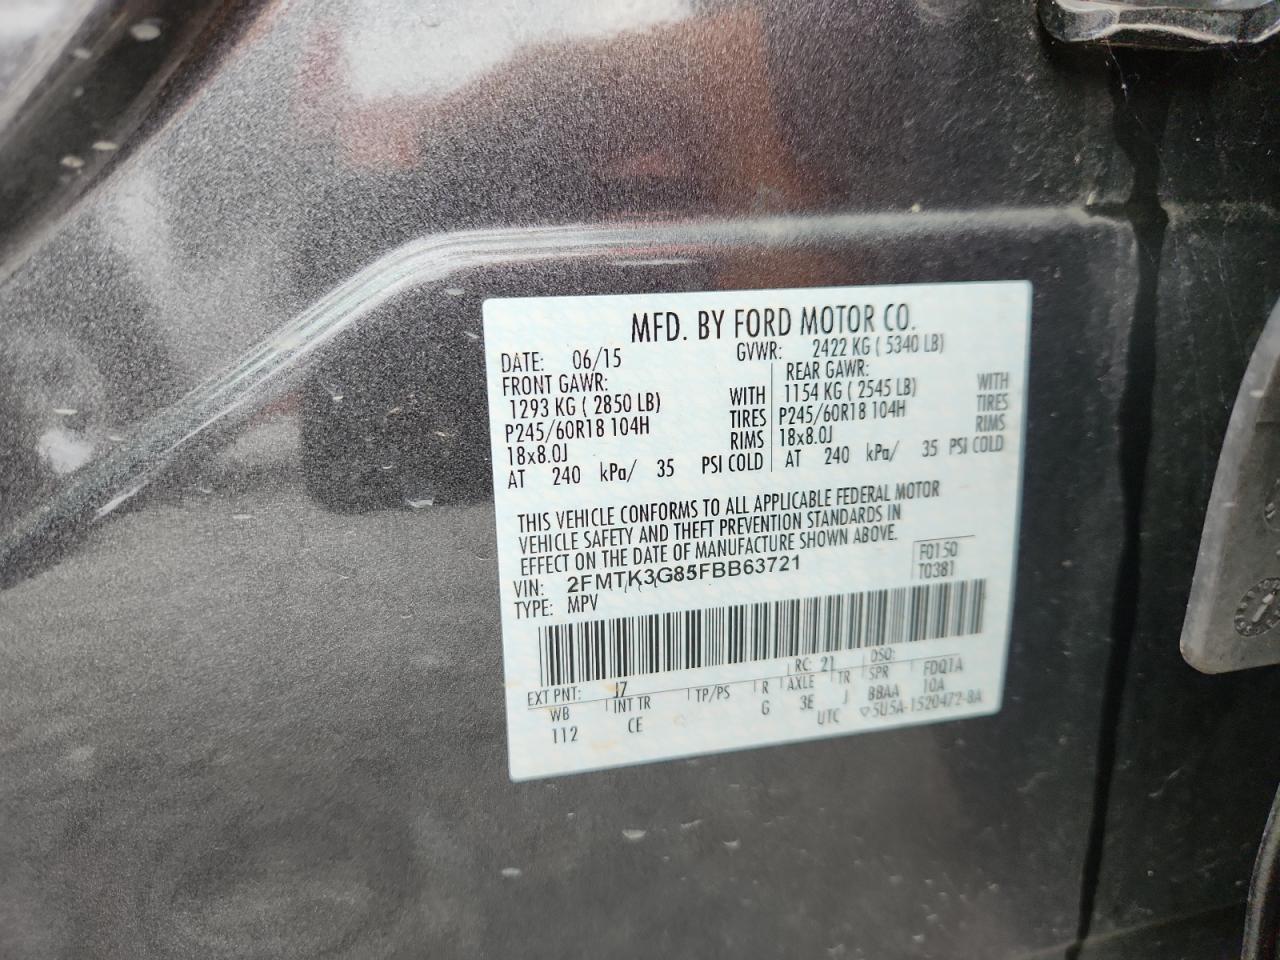 MFD. BY FORD MOTOR CO.
DATE: 06/15 GVWR: 2422 KG ( 5340 LB)
FRONT GAWR: REAR GAWR:
1293 KG ( 2850 LB) WITH 1154 KG ( 2545 LB) WITH
P245/60R18 104H TIRES P245/60R18 104H TIRES
18x8.0J RIMS 18x8.0J RIMS
AT 240 kPa/ 35 PSI COLD AT 240 kPa/ 35 PSI COLD
THIS VEHICLE CONFORMS TO ALL APPLICABLE FEDERAL MOTOR
VEHICLE SAFETY AND THEFT PREVENTION STANDARDS IN
EFFECT ON THE DATE OF MANUFACTURE SHOWN ABOVE.
VIN: 2FMTK3G85FBB63721 F0150
TYPE: MPV T0381
EXT PNT: J7 RC: 21 DSO:
WB INT TR TP/PS R AXLE TR SPR FDQ1A
112 CE G 3E J BBAA 10A
UTC ▽5U5A-1520472-BA